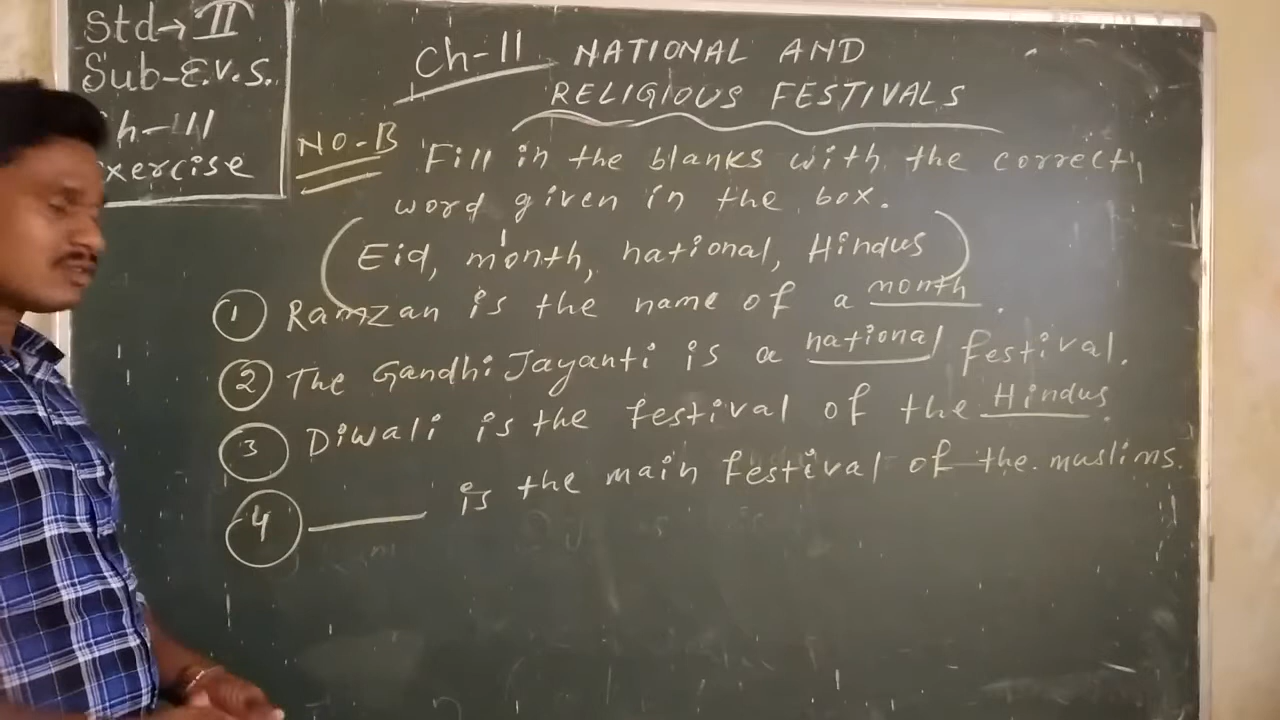 Std→II
Sub-E.V.S.
Ch-11
Exercise
Ch-11 NATIONAL AND
RELIGIOUS FESTIVALS
NO-B Fill in the blanks with the correct
word given in the box.
(Eid, month, national, Hindus)
1 Ramzan is the name of a month.
2 The Gandhi Jayanti is a national festival.
3 Diwali is the festival of the Hindus.
4 ______ is the main festival of the muslims.